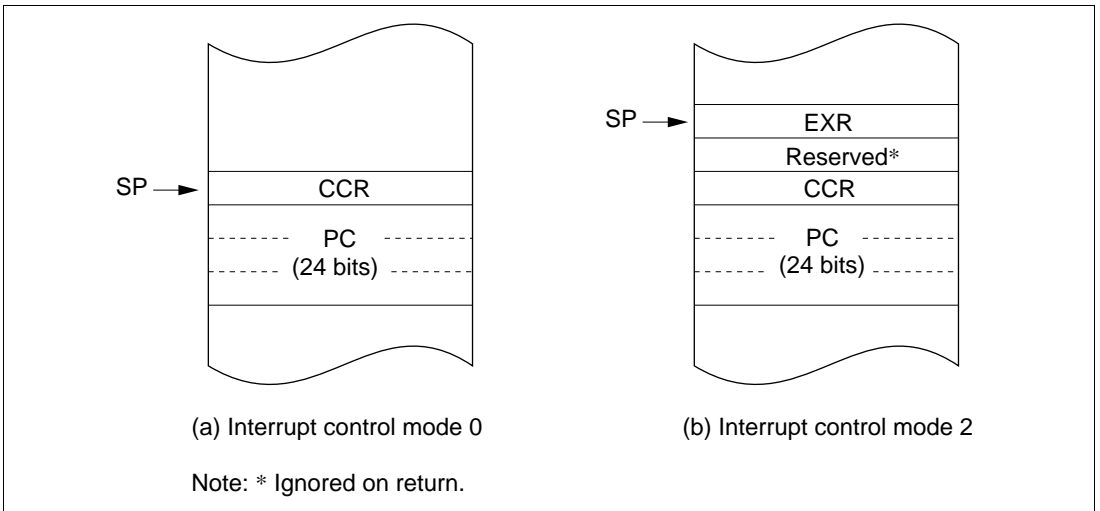 SP
CCR
PC
(24 bits)
(a) Interrupt control mode 0
SP
EXR
Reserved*
CCR
PC
(24 bits)
(b) Interrupt control mode 2
Note: * Ignored on return.